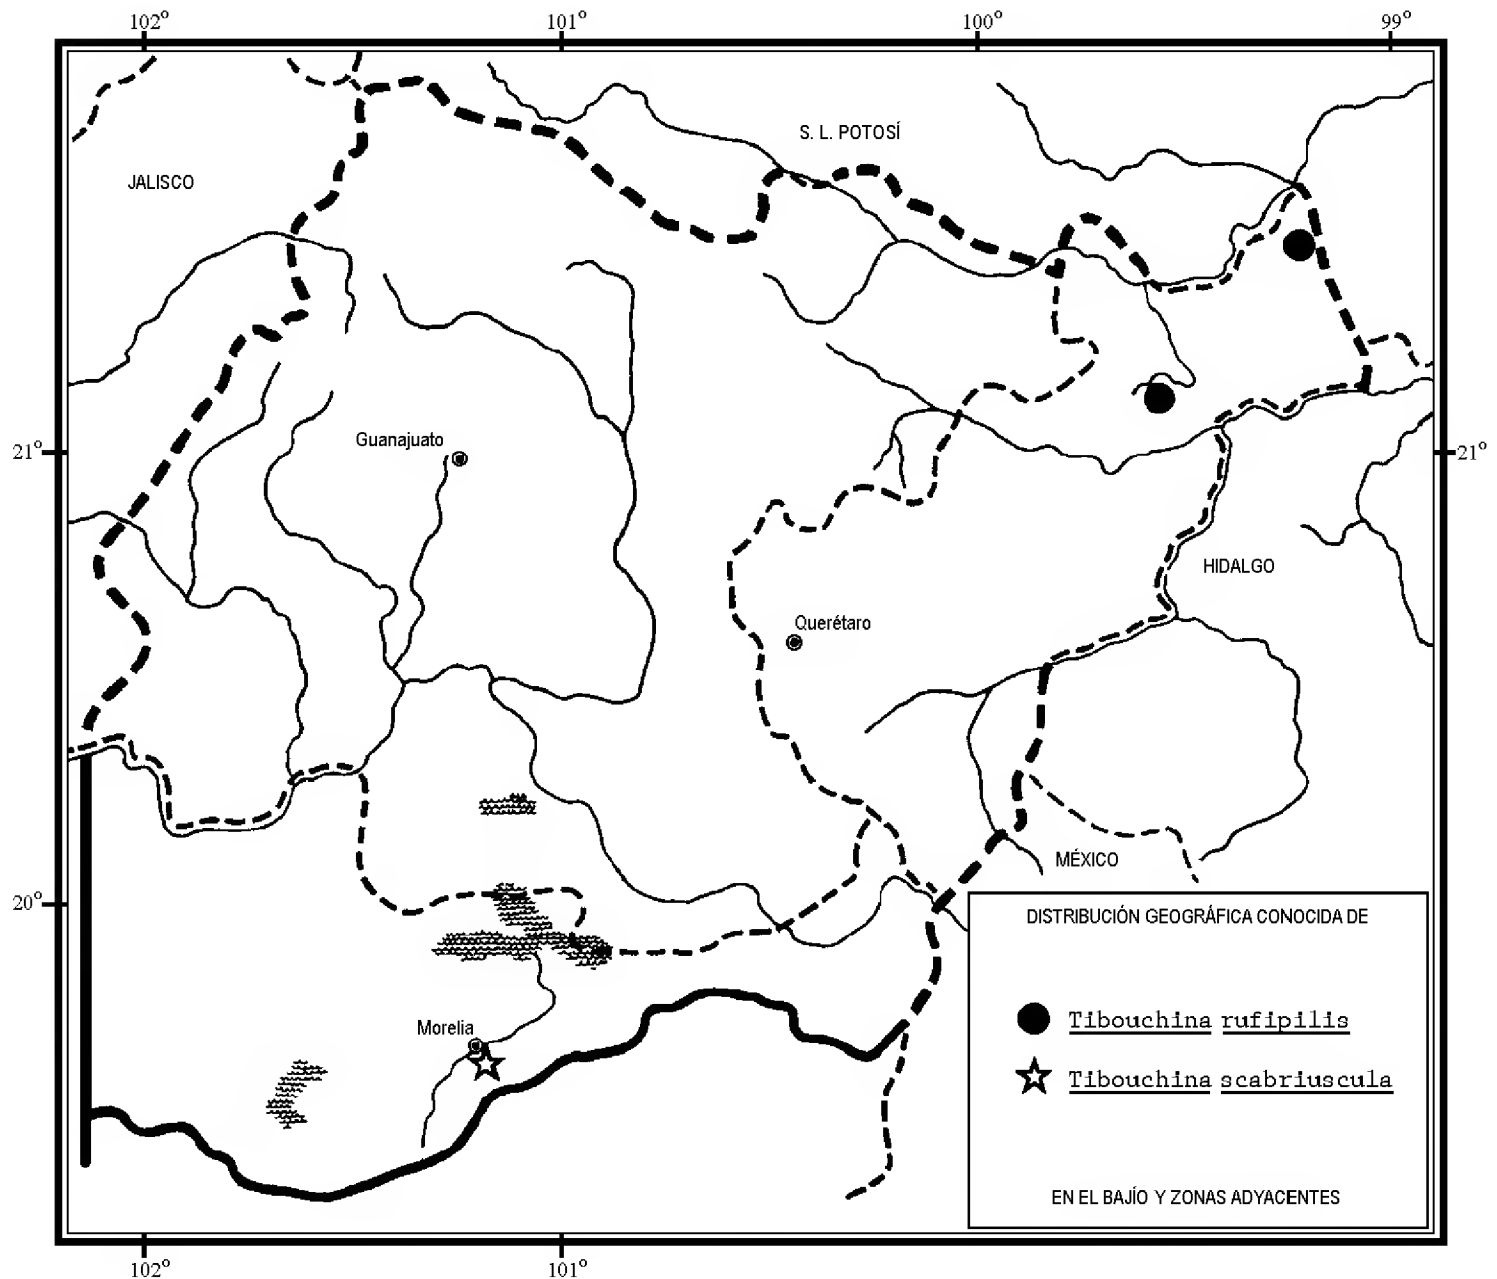 102° 101° 100° 99°
S. L. POTOSÍ
JALISCO
Guanajuato
21° 21°
HIDALGO
Querétaro
MÉXICO
20°
DISTRIBUCIÓN GEOGRÁFICA CONOCIDA DE
Tibouchina rufipilis
Morelia
Tibouchina scabriuscula
EN EL BAJÍO Y ZONAS ADYACENTES
102° 101°